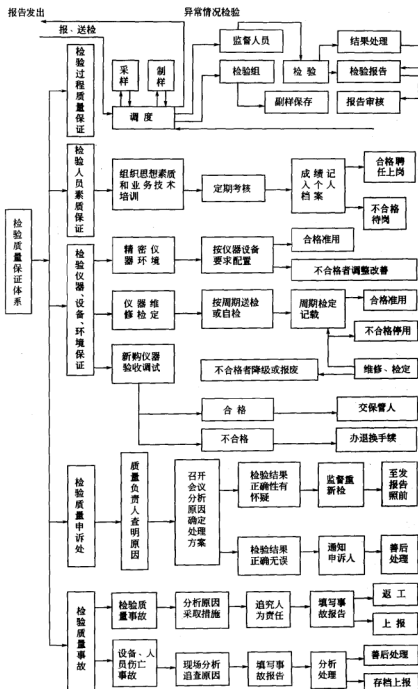 报告发出
异常情况检验
报、送检
检验质量保证体系
检验过程质量保证
采样
制样
调度
监督人员
检验组
副样保存
检验
结果处理
检验报告
报告审核
检验人员素质保证
组织思想素质
和业务技术
培训
定期考核
成绩记
入个人
档案
合格聘
任上岗
不合格
待岗
检验仪器、设备、环境保证
精密仪
器环境
按仪器设备
要求配置
合格准用
不合格者调整改善
仪器维
修检定
按周期送检
或自检
周期检定
记载
合格准用
不合格停用
维修、检定
不合格者降级或报废
新购仪器
验收调试
合格
交保管人
不合格
办退换手续
检验质量申诉处
质量负责人查明原因
召开
会议
分析
原因
确定
处理
方案
检验结果
正确性有
怀疑
监督重
新检
至发
报告
照前
检验结果
正确无误
通知
申诉人
善后
处理
检验质量事故
检验质
量事故
分析原因
采取措施
追究人
为责任
填写事
故报告
返工
上报
设备、人
员伤亡
事故
现场分析
追查原因
填写事
故报告
分析
处理
善后处理
存档上报